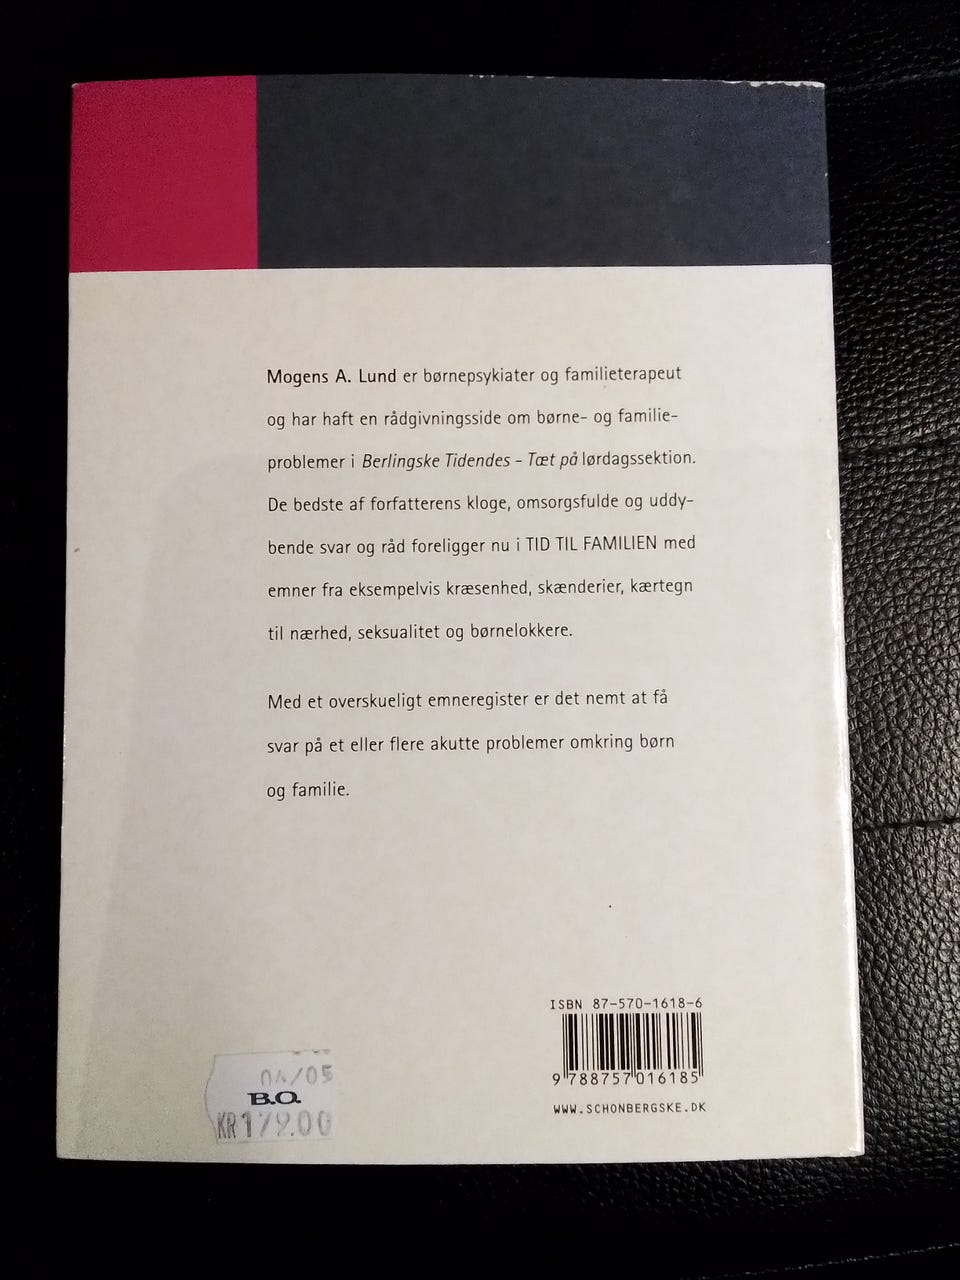 Mogens A. Lund er børnepsykiater og familieterapeut
og har haft en rådgivningsside om børne- og familie-
problemer i Berlingske Tidendes - Tæt på lørdagssektion.
De bedste af forfatterens kloge, omsorgsfulde og uddy-
bende svar og råd foreligger nu i TID TIL FAMILIEN med
emner fra eksempelvis kræsenhed, skænderier, kærtegn
til nærhed, seksualitet og børnelokkere.
Med et overskueligt emneregister er det nemt at få
svar på et eller flere akutte problemer omkring børn
og familie.
ISBN 87-570-1618-6
9 788757 016185
WWW.SCHONBERGSKE.DK
04/05
B.O.
KR 179.00